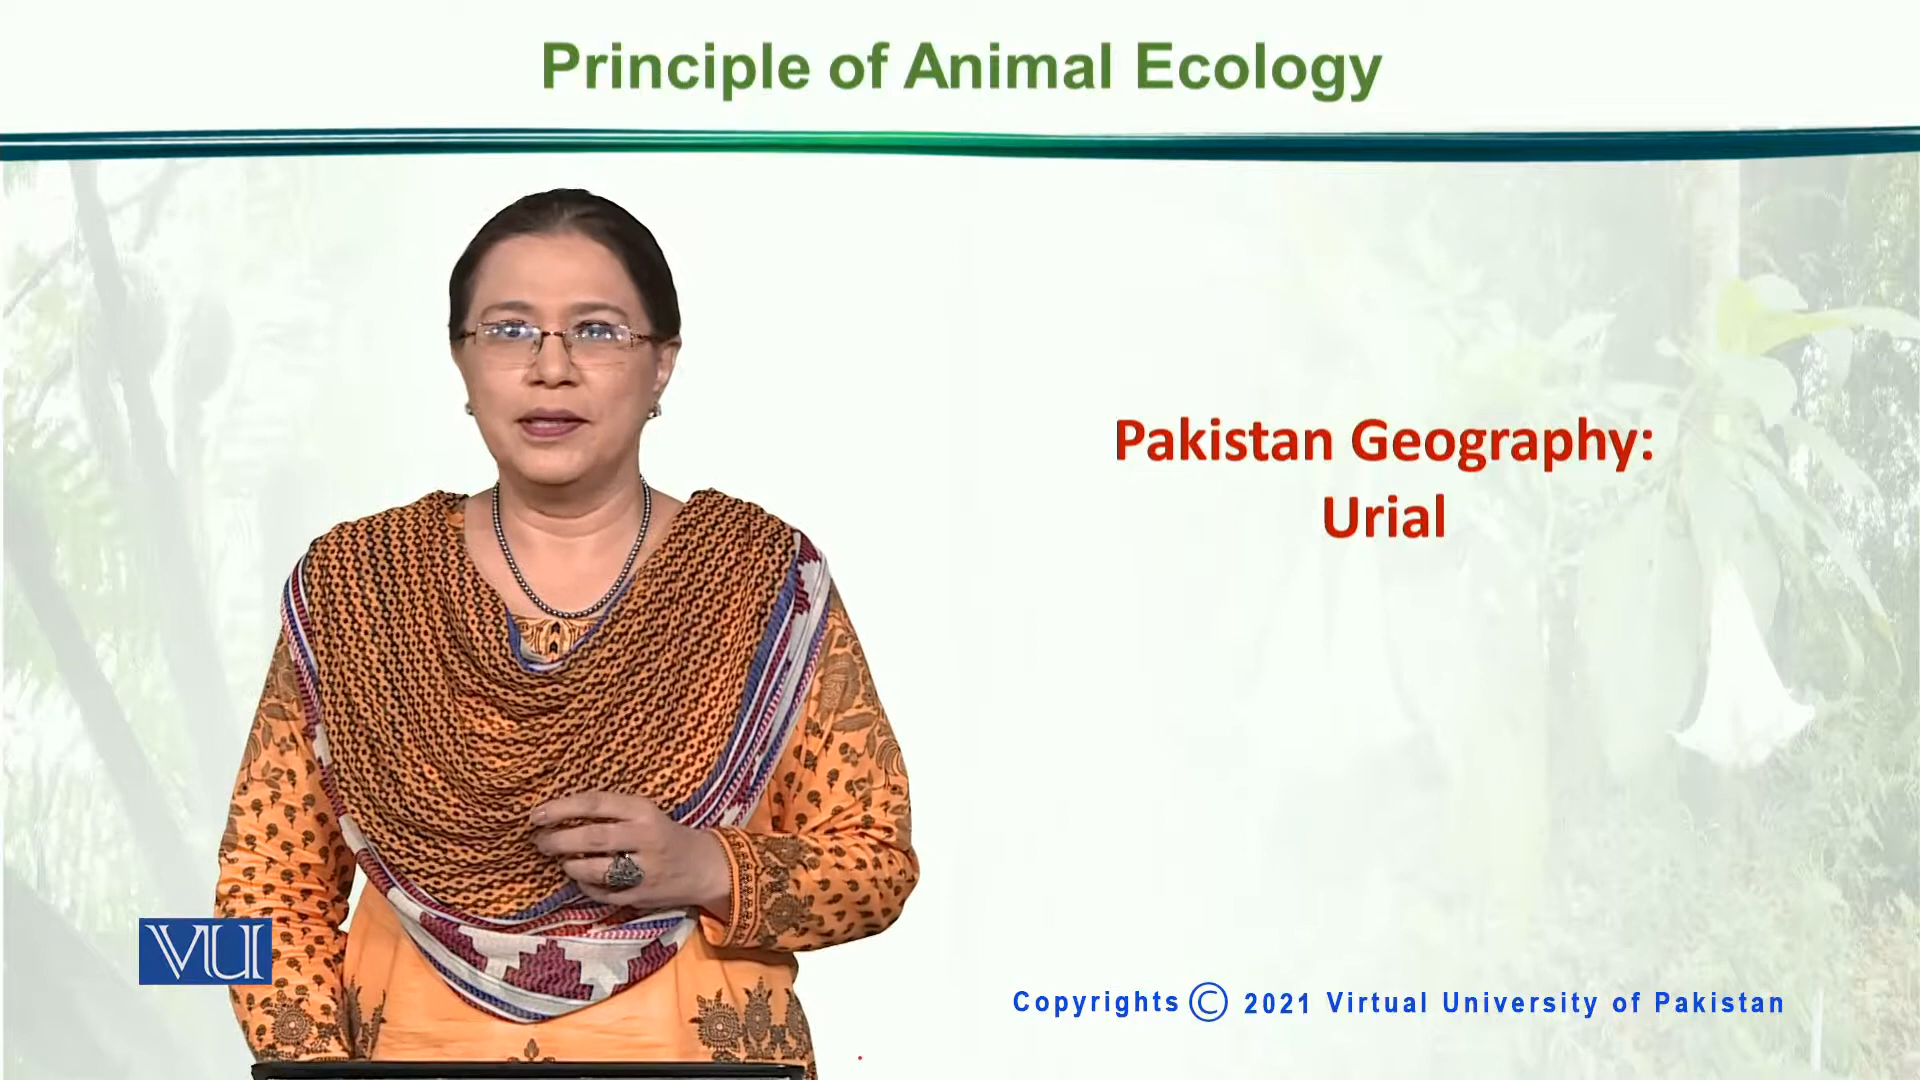 Principle of Animal Ecology
Pakistan Geography:
Urial
VU
Copyrights © 2021 Virtual University of Pakistan